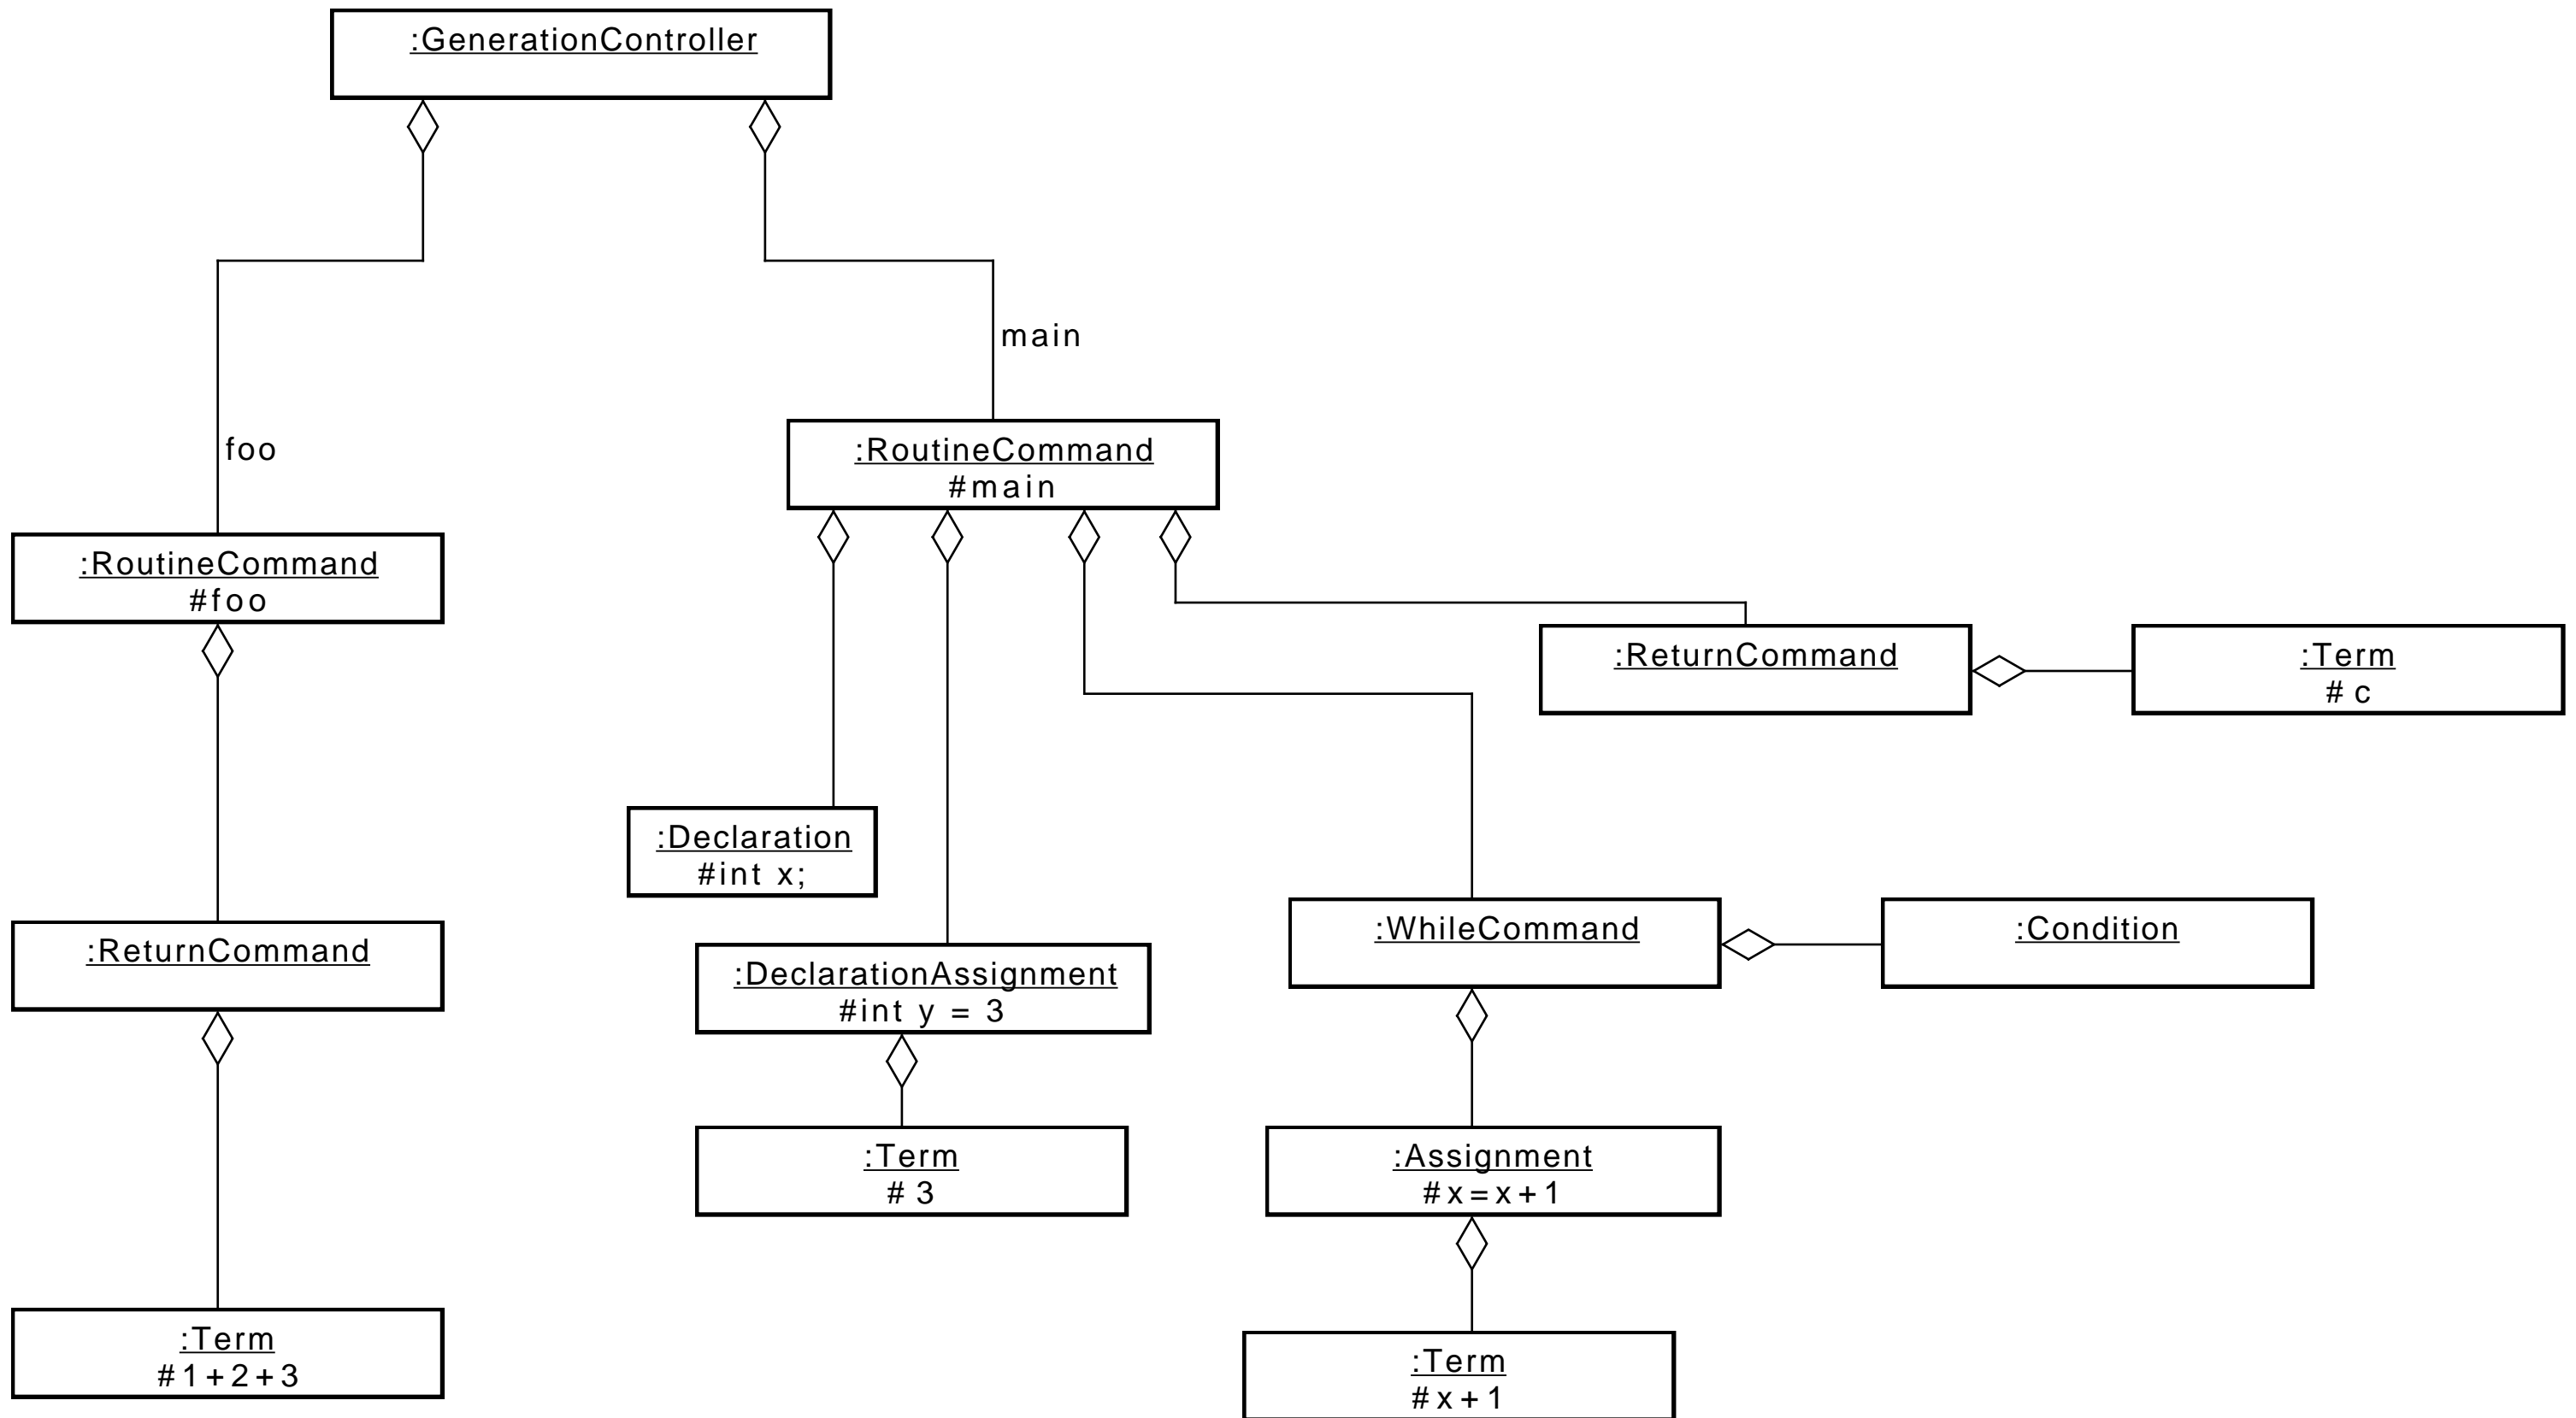 :GenerationController
main
foo
:RoutineCommand
#main
:RoutineCommand
#foo
:ReturnCommand
:Term
#c
:Declaration
#int x;
:ReturnCommand
:DeclarationAssignment
#int y = 3
:WhileCommand
:Condition
:Term
#3
:Assignment
#x=x+1
:Term
#1+2+3
:Term
#x+1